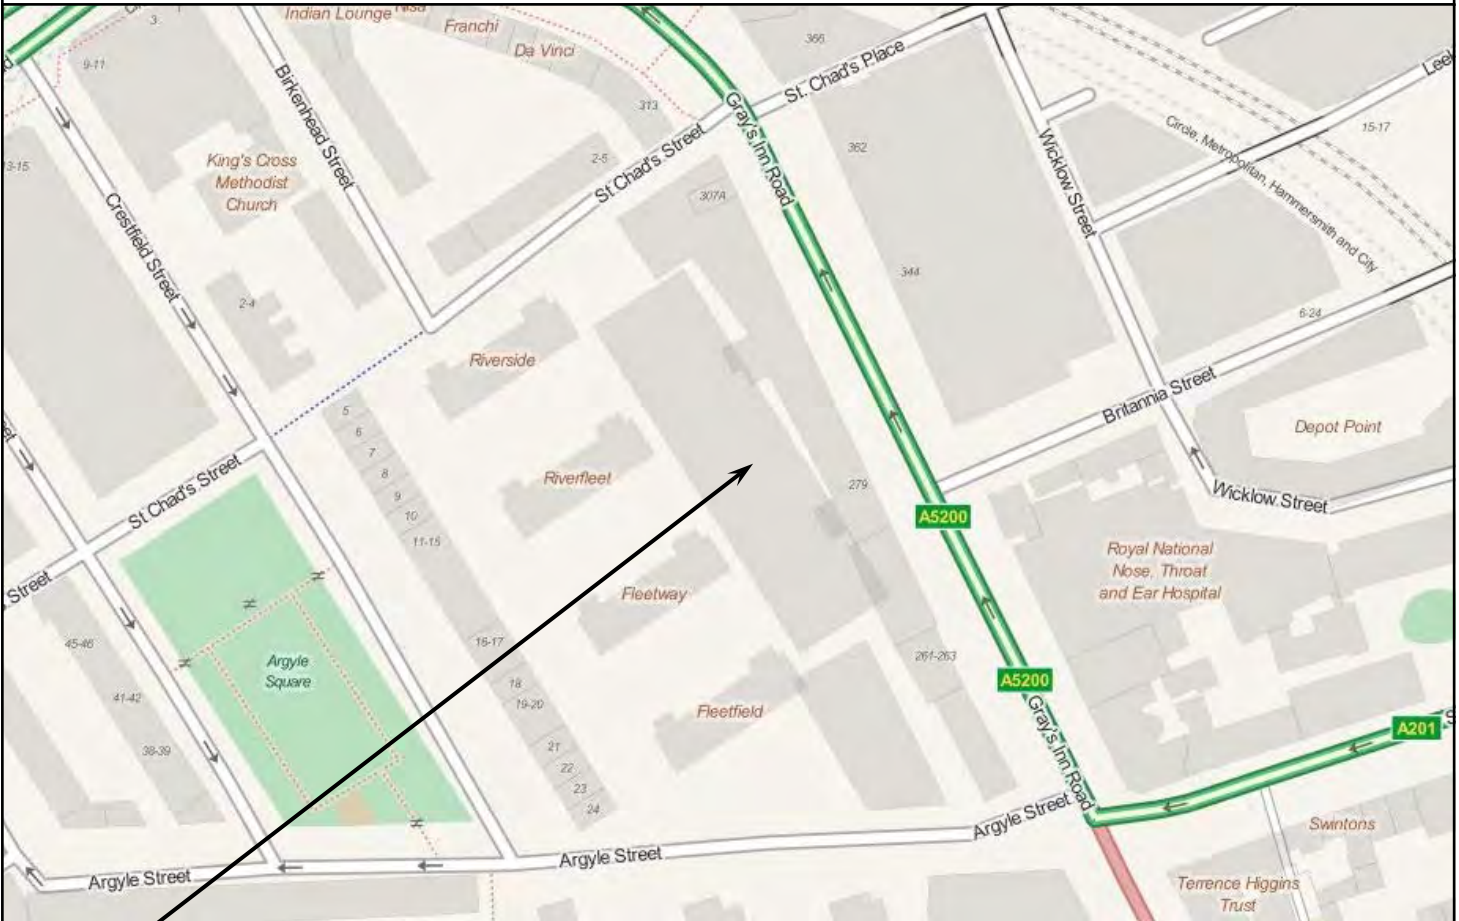 Indian Lounge
Franchi
Da Vinci
3
9-11
366
St. Chad's Place
313
Birkenhead Street
King's Cross
Methodist
Church
2-5
St Chad's Street
307A
Gray's Inn Road
362
Wicklow Street
15-17
Circle, Metropolitan, Hammersmith and City
Crestfield Street
2-4
344
6-24
Riverside
5
6
7
8
9
10
11-15
Riverfleet
279
Britannia Street
Depot Point
Wicklow Street
St Chad's Street
A5200
Royal National
Nose, Throat
and Ear Hospital
Street
Fleetway
45-46
Argyle
Square
16-17
261-263
18
19-20
A5200
41-42
Fleetfield
Gray's Inn Road
A201
38-39
21
22
23
24
Argyle Street
Swintons
Argyle Street
Argyle Street
Terrence Higgins
Trust